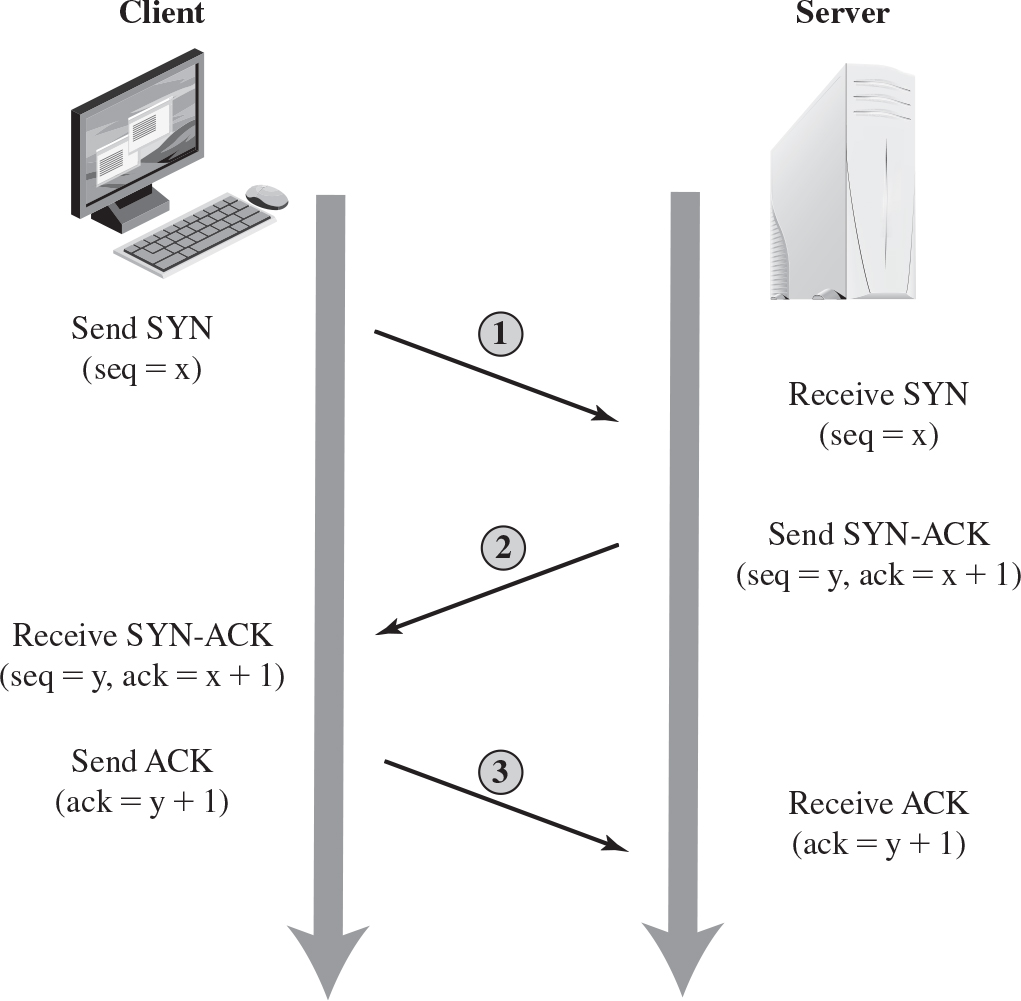 Client
Server
Send SYN
(seq = x)
1
Receive SYN
(seq = x)
Send SYN-ACK
(seq = y, ack = x + 1)
2
Receive SYN-ACK
(seq = y, ack = x + 1)
Send ACK
(ack = y + 1)
3
Receive ACK
(ack = y + 1)